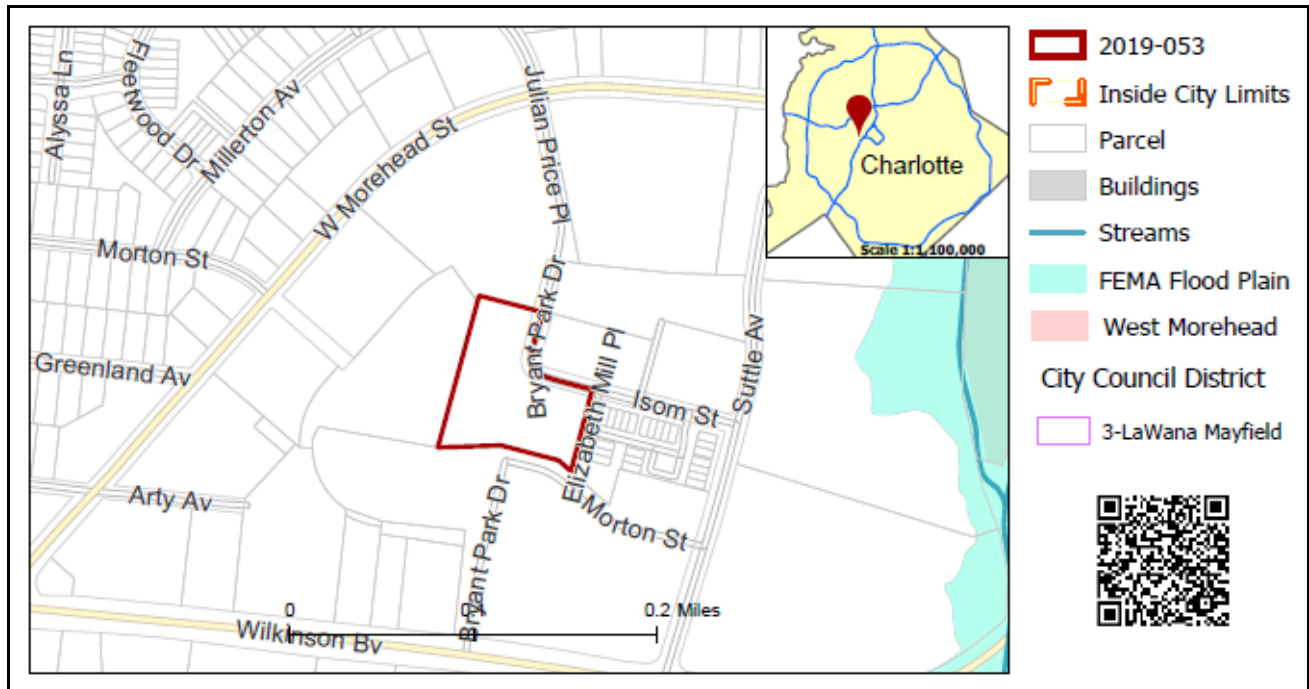 Alyssa Ln
Fleetwood Dr
Millerton Av
W Morehead St
Julian Price Pl
Morton St
Bryant Park Dr
Greenland Av
Bryant Park Dr
Elizabeth Mill Pl
Isom St
Suttle Av
Arty Av
Bryant Park Dr
Morton St
Wilkinson Bv
0
0.2 Miles
Charlotte
Scale 1:1,100,000
2019-053
Inside City Limits
Parcel
Buildings
Streams
FEMA Flood Plain
West Morehead
City Council District
3-LaWana Mayfield